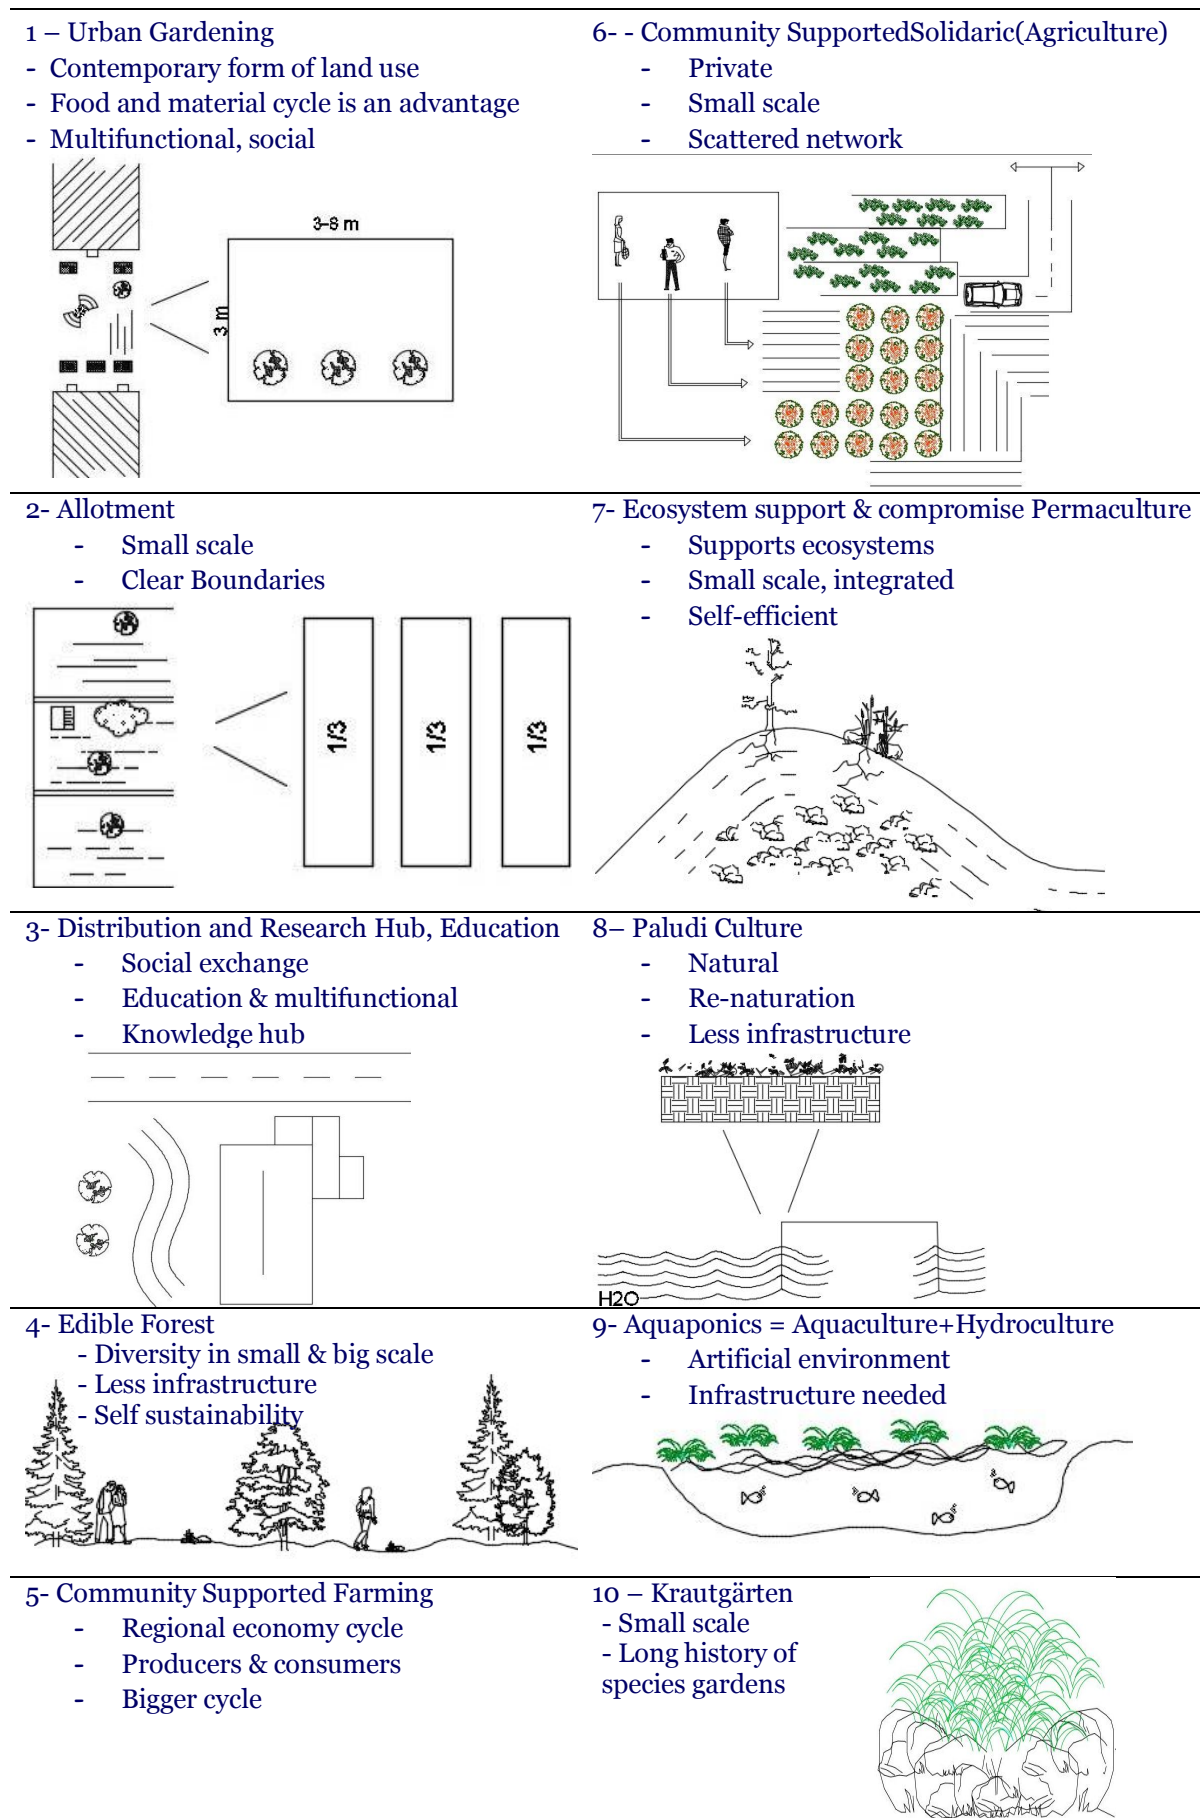 1 – Urban Gardening
- Contemporary form of land use
- Food and material cycle is an advantage
- Multifunctional, social
3-8 m
3 m
2- Allotment
- Small scale
- Clear Boundaries
1/3
1/3
1/3
3- Distribution and Research Hub, Education
- Social exchange
- Education & multifunctional
- Knowledge hub
4- Edible Forest
- Diversity in small & big scale
- Less infrastructure
- Self sustainability
5- Community Supported Farming
- Regional economy cycle
- Producers & consumers
- Bigger cycle
6- - Community SupportedSolidaric(Agriculture)
- Private
- Small scale
- Scattered network
7- Ecosystem support & compromise Permaculture
- Supports ecosystems
- Small scale, integrated
- Self-efficient
8– Paludi Culture
- Natural
- Re-naturation
- Less infrastructure
H2O
9- Aquaponics = Aquaculture+Hydroculture
- Artificial environment
- Infrastructure needed
10 – Krautgärten
- Small scale
- Long history of
species gardens